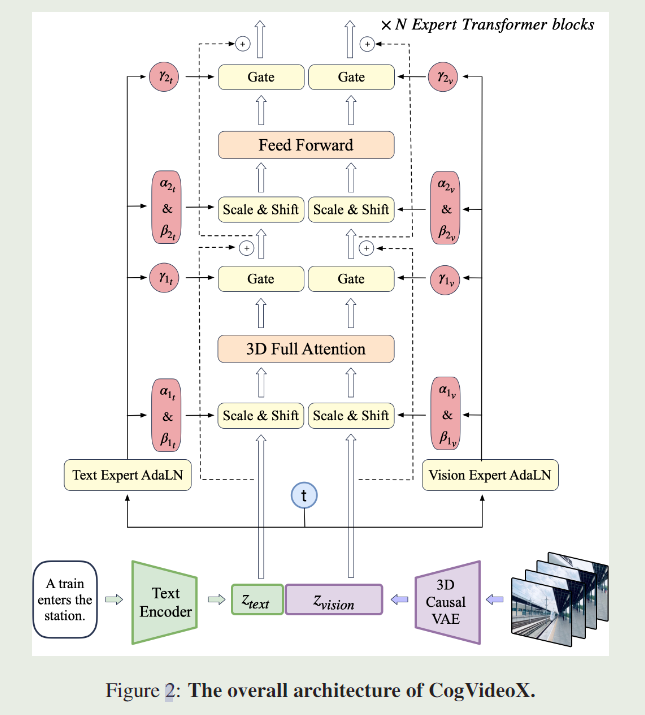 × N Expert Transformer blocks
γ2t
Gate
Gate
γ2v
Feed Forward
α2t
&
β2t
Scale & Shift
Scale & Shift
α2v
&
β2v
γ1t
Gate
Gate
γ1v
3D Full Attention
α1t
&
β1t
Scale & Shift
Scale & Shift
α1v
&
β1v
Text Expert AdaLN
Vision Expert AdaLN
t
A train
enters the
station.
Text
Encoder
ztext
zvision
3D
Causal
VAE
Figure 2: The overall architecture of CogVideoX.